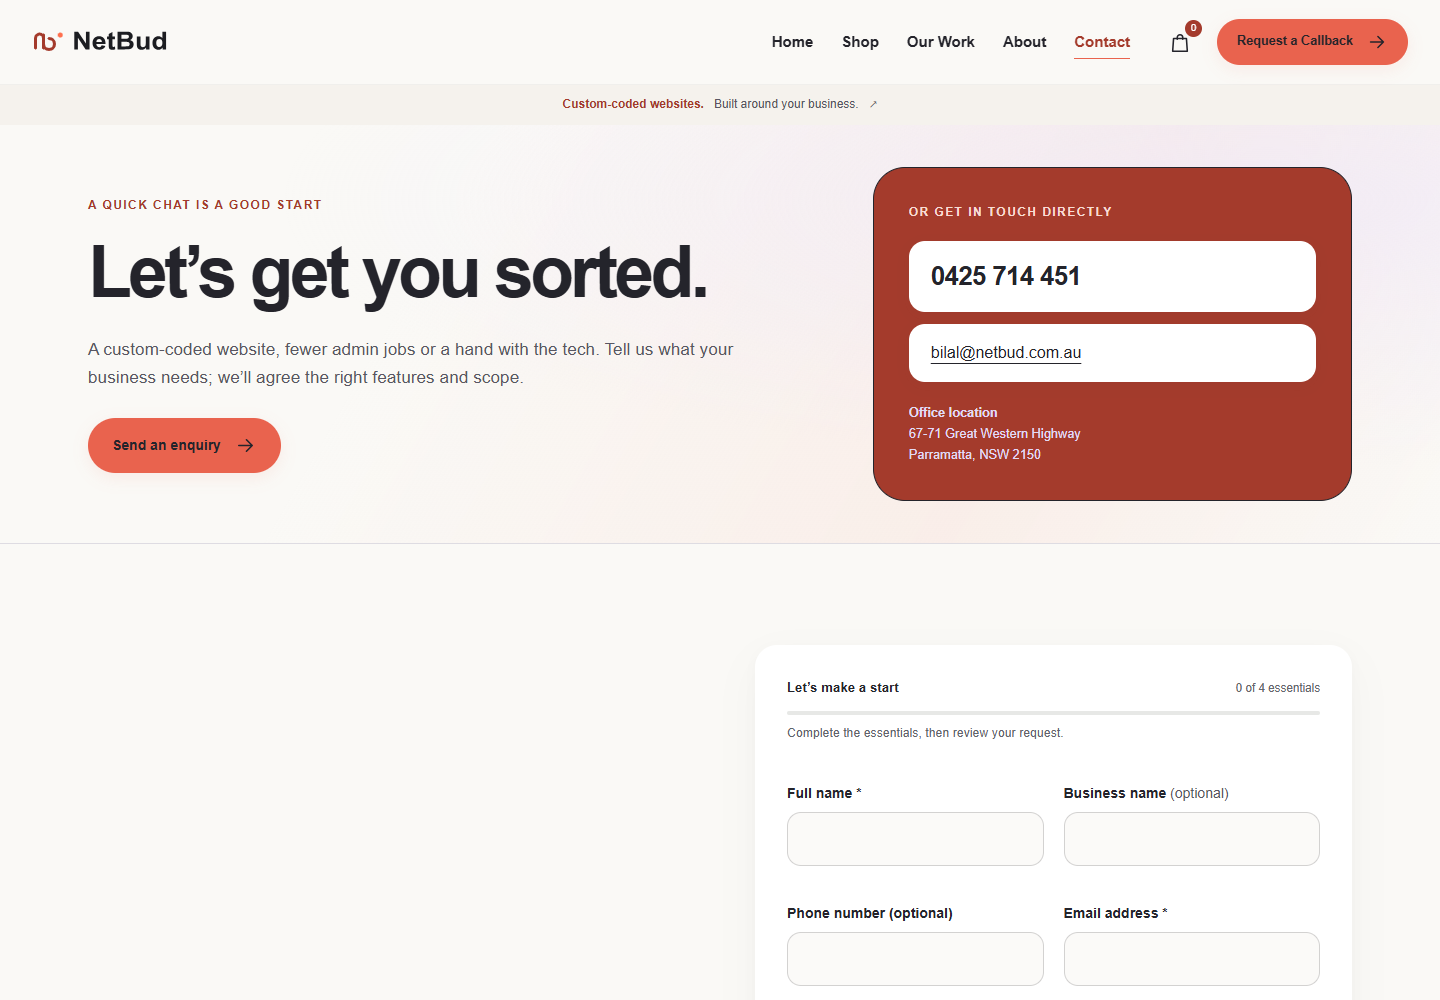 NetBud
Home
Shop
Our Work
About
Contact
0
Request a Callback →
Custom-coded websites. Built around your business. ↗
A QUICK CHAT IS A GOOD START
Let’s get you sorted.
A custom-coded website, fewer admin jobs or a hand with the tech. Tell us what your
business needs; we’ll agree the right features and scope.
Send an enquiry →
OR GET IN TOUCH DIRECTLY
0425 714 451
bilal@netbud.com.au
Office location
67-71 Great Western Highway
Parramatta, NSW 2150
Let’s make a start
0 of 4 essentials
Complete the essentials, then review your request.
Full name *
Business name (optional)
Phone number (optional)
Email address *